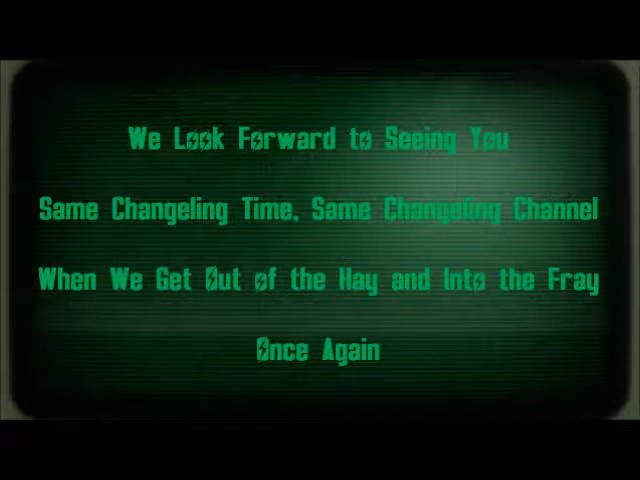 We Look Forward to Seeing You
Same Changeling Time, Same Changeling Channel
When We Get Out of the Hay and Into the Fray
Once Again